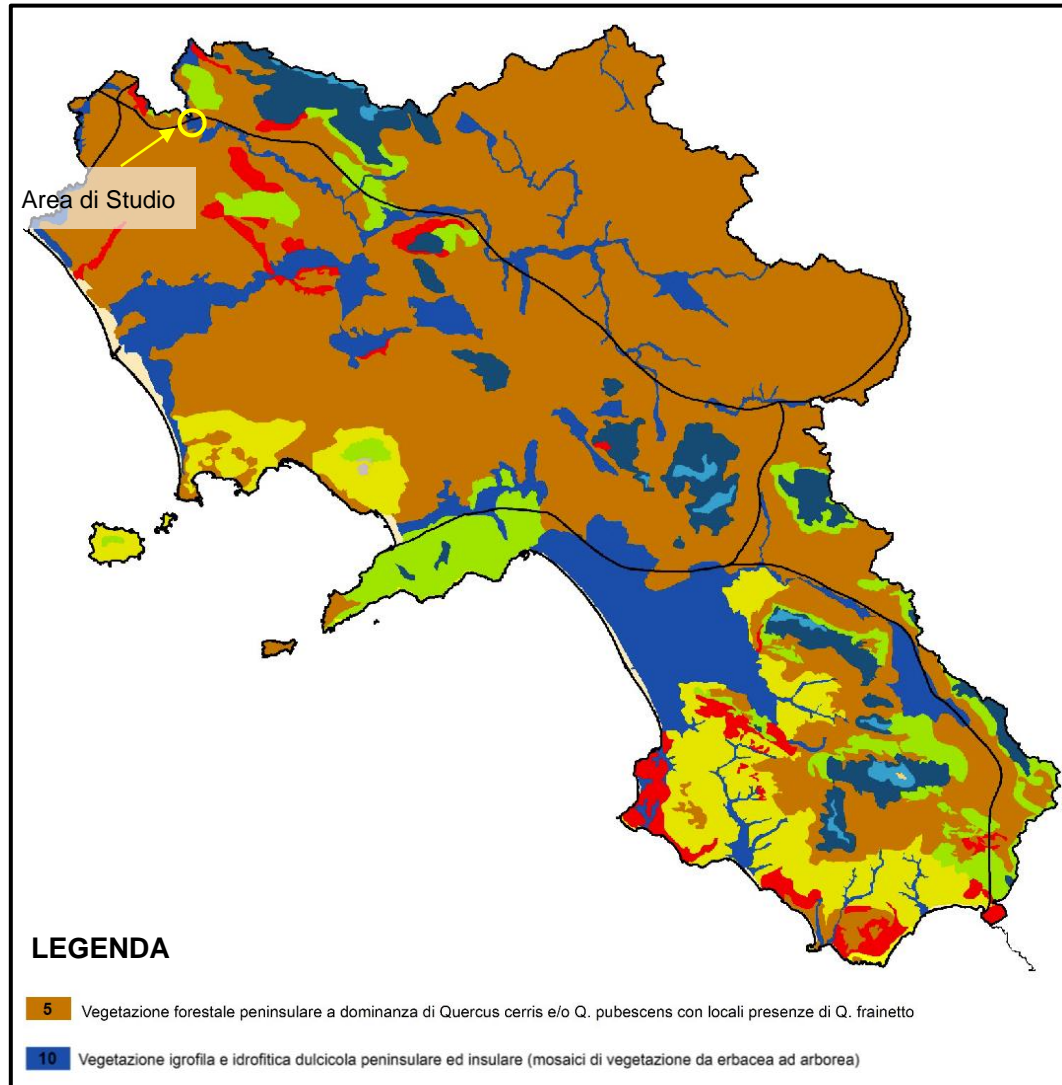 Area di Studio
LEGENDA
5 Vegetazione forestale peninsulare a dominanza di Quercus cerris e/o Q. pubescens con locali presenze di Q. frainetto
10 Vegetazione igrofila e idrofitica dulcicola peninsulare ed insulare (mosaici di vegetazione da erbacea ad arborea)